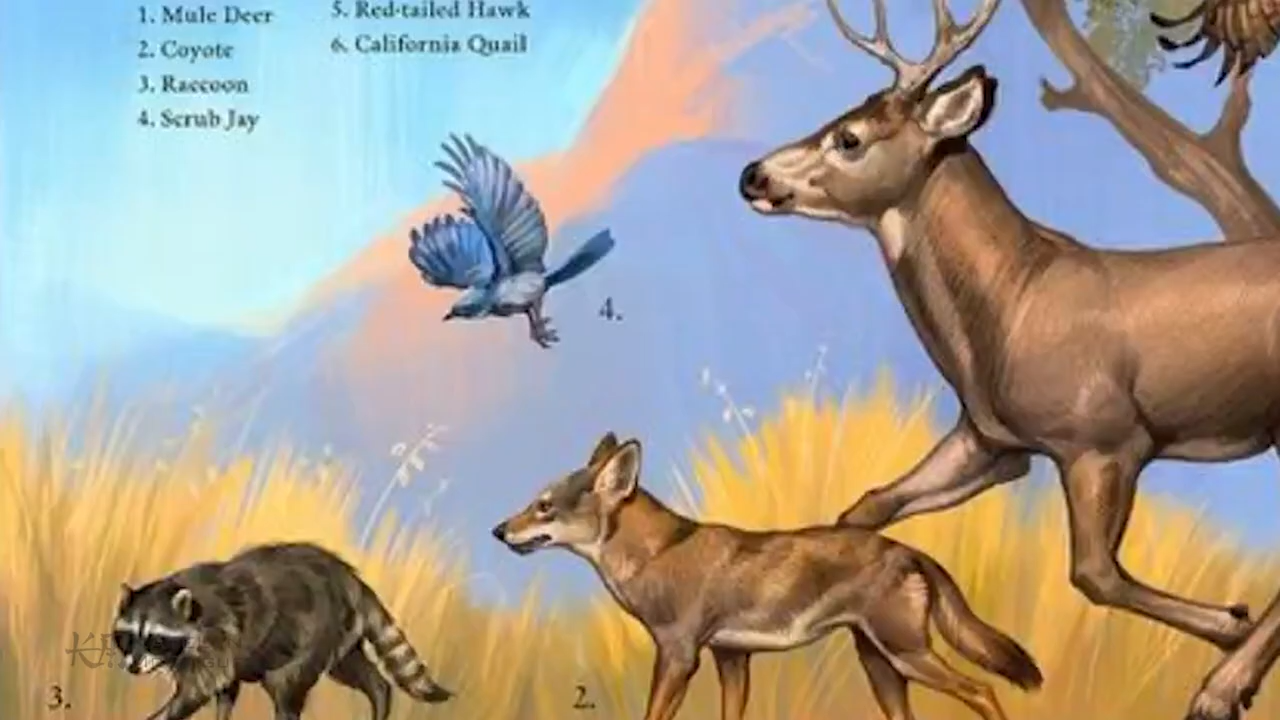 1. Mule Deer
2. Coyote
3. Raccoon
4. Scrub Jay
5. Red-tailed Hawk
6. California Quail
4.
3.
2.